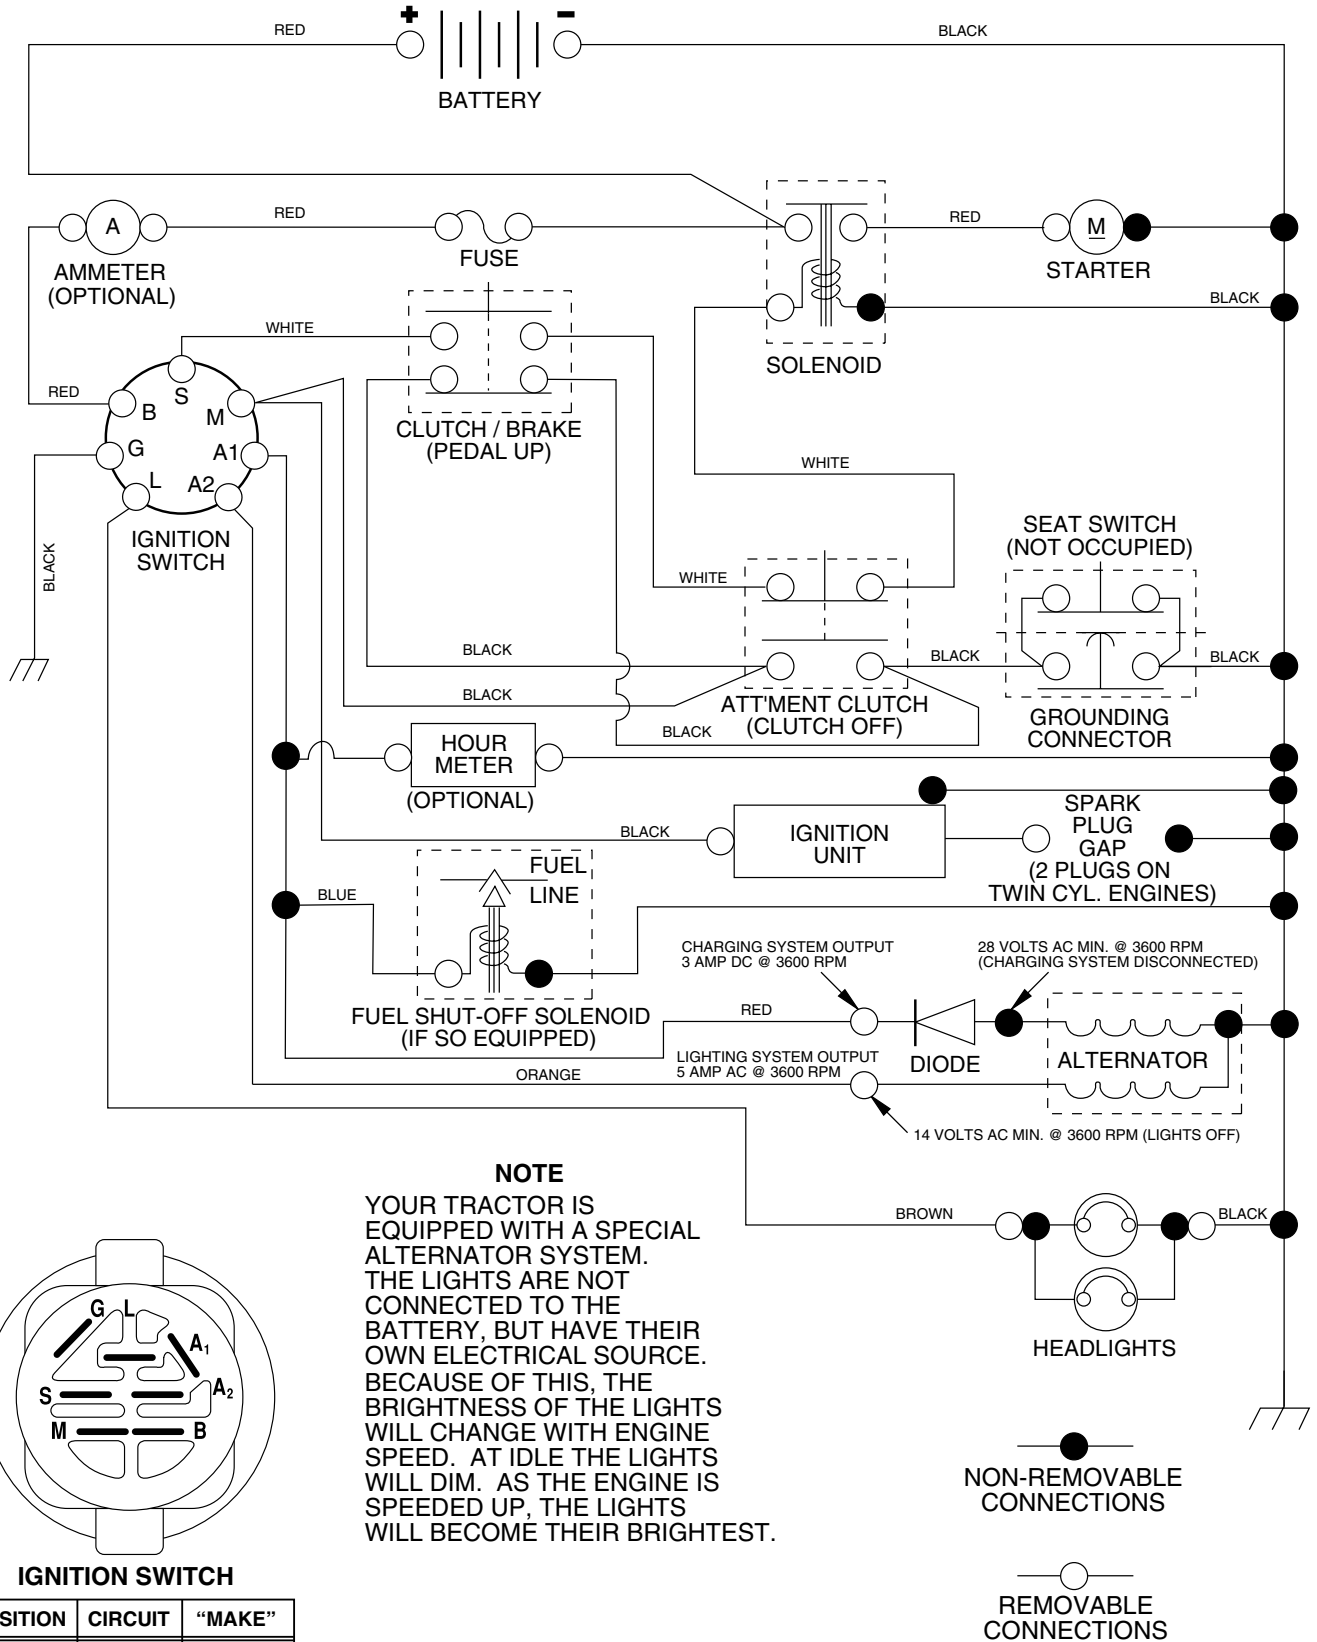 + −
RED
BLACK
BATTERY
RED
RED
A
M
FUSE
AMMETER
(OPTIONAL)
STARTER
BLACK
WHITE
SOLENOID
RED
S
B
M
G
A1
L
A2
CLUTCH / BRAKE
(PEDAL UP)
WHITE
IGNITION
SWITCH
BLACK
SEAT SWITCH
(NOT OCCUPIED)
WHITE
BLACK
BLACK
BLACK
BLACK
ATT'MENT CLUTCH
(CLUTCH OFF)
GROUNDING
CONNECTOR
BLACK
HOUR
METER
(OPTIONAL)
BLACK
IGNITION
UNIT
SPARK
PLUG
GAP
(2 PLUGS ON
TWIN CYL. ENGINES)
FUEL
LINE
BLUE
CHARGING SYSTEM OUTPUT
3 AMP DC @ 3600 RPM
28 VOLTS AC MIN. @ 3600 RPM
(CHARGING SYSTEM DISCONNECTED)
FUEL SHUT-OFF SOLENOID
(IF SO EQUIPPED)
RED
DIODE
ALTERNATOR
LIGHTING SYSTEM OUTPUT
5 AMP AC @ 3600 RPM
ORANGE
14 VOLTS AC MIN. @ 3600 RPM (LIGHTS OFF)
NOTE
YOUR TRACTOR IS
EQUIPPED WITH A SPECIAL
ALTERNATOR SYSTEM.
THE LIGHTS ARE NOT
CONNECTED TO THE
BATTERY, BUT HAVE THEIR
OWN ELECTRICAL SOURCE.
BECAUSE OF THIS, THE
BRIGHTNESS OF THE LIGHTS
WILL CHANGE WITH ENGINE
SPEED. AT IDLE THE LIGHTS
WILL DIM. AS THE ENGINE IS
SPEEDED UP, THE LIGHTS
WILL BECOME THEIR BRIGHTEST.
BROWN
BLACK
HEADLIGHTS
G L
A1
S
A2
M
B
IGNITION SWITCH
SITION CIRCUIT “MAKE”
NON-REMOVABLE
CONNECTIONS
REMOVABLE
CONNECTIONS